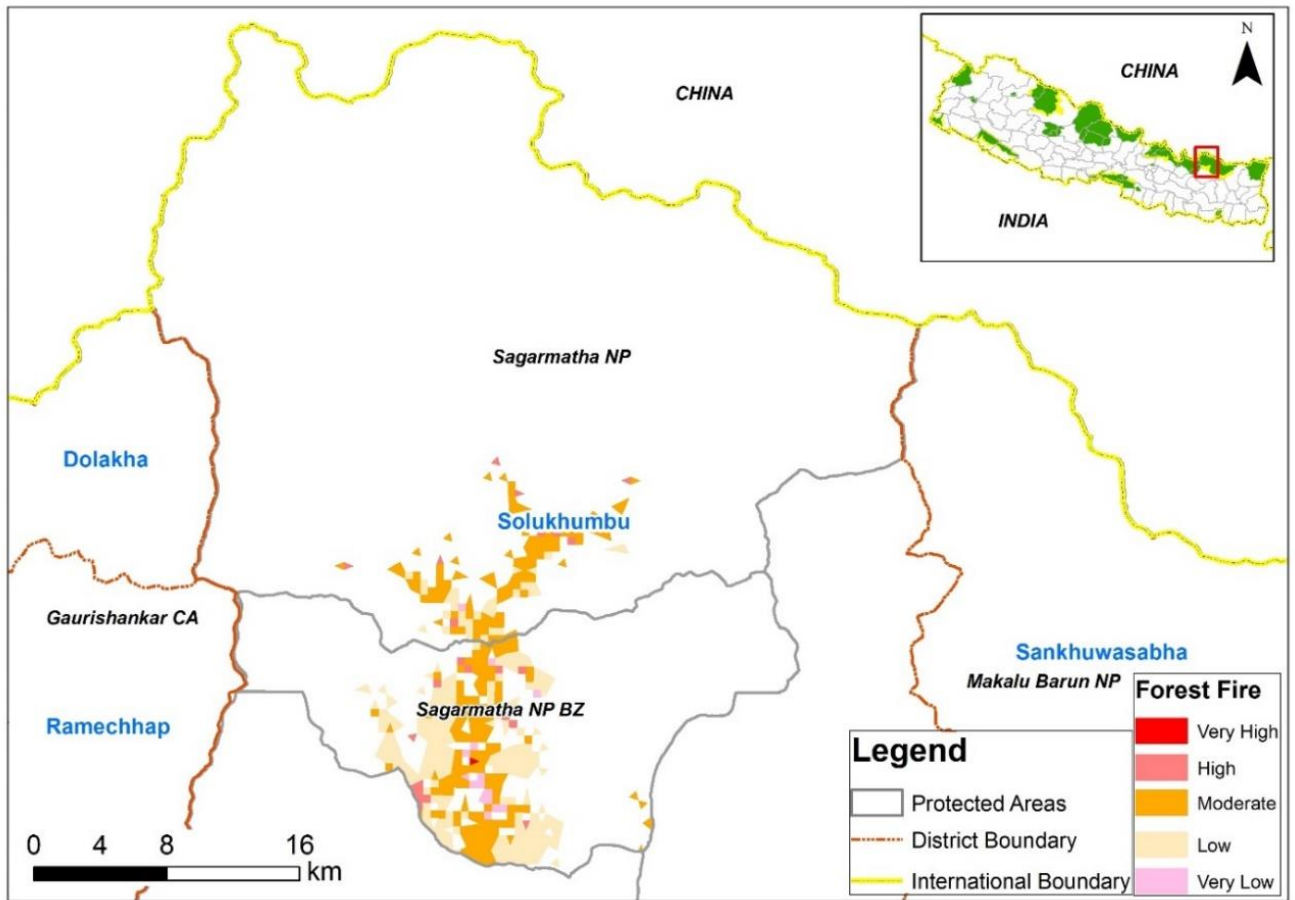 N
CHINA
CHINA
INDIA
Sagarmatha NP
Dolakha
Solukhumbu
Gaurishankar CA
Sankhuwasabha
Makalu Barun NP
Ramechhap
Sagarmatha NP BZ
Forest Fire
Very High
High
Moderate
Low
Very Low
Legend
Protected Areas
District Boundary
International Boundary
0 4 8 16
km